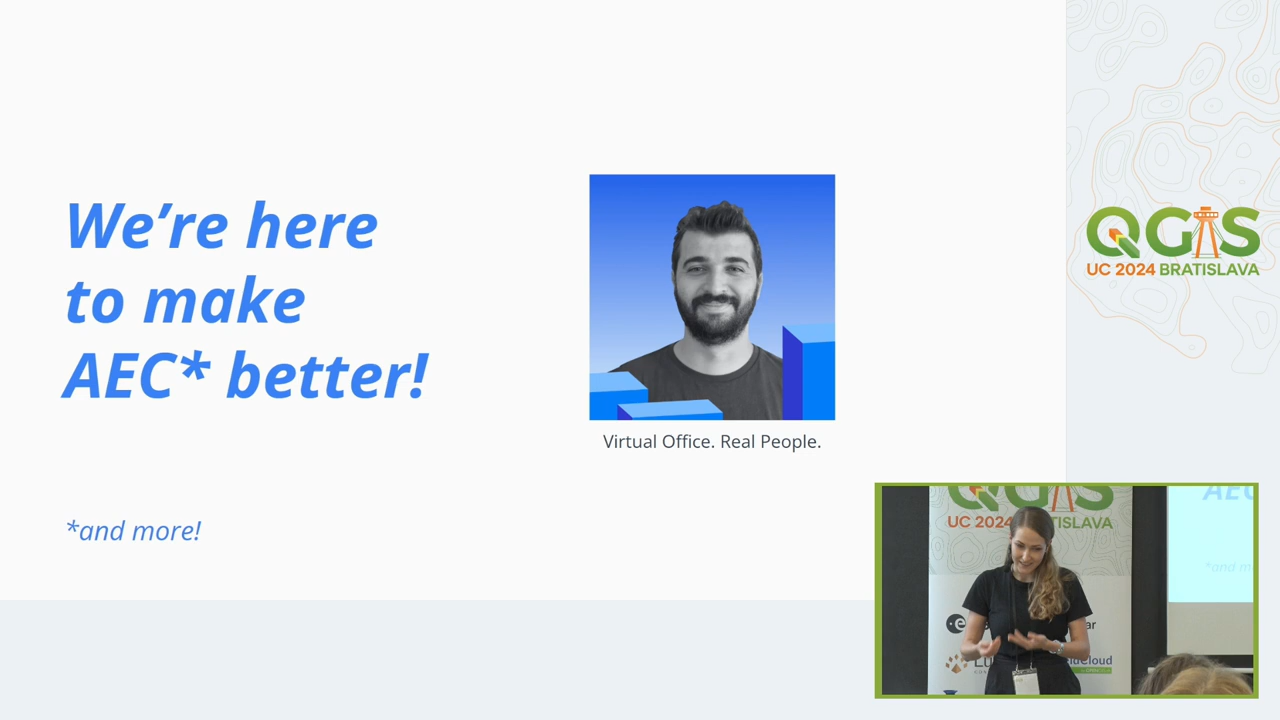 We're here
to make
AEC* better!
*and more!
Virtual Office. Real People.
QGIS
UC 2024 BRATISLAVA
QGIS
UC 2024 BRATISLAVA